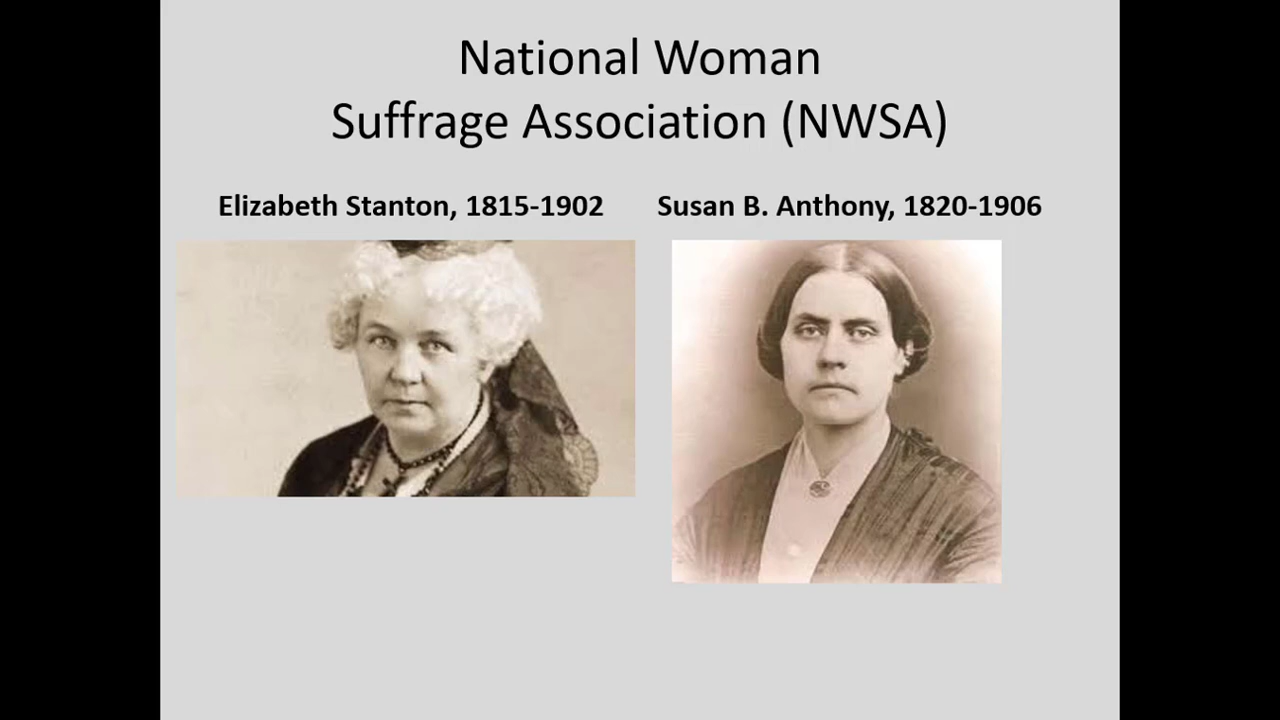 National Woman
Suffrage Association (NWSA)
Elizabeth Stanton, 1815-1902
Susan B. Anthony, 1820-1906